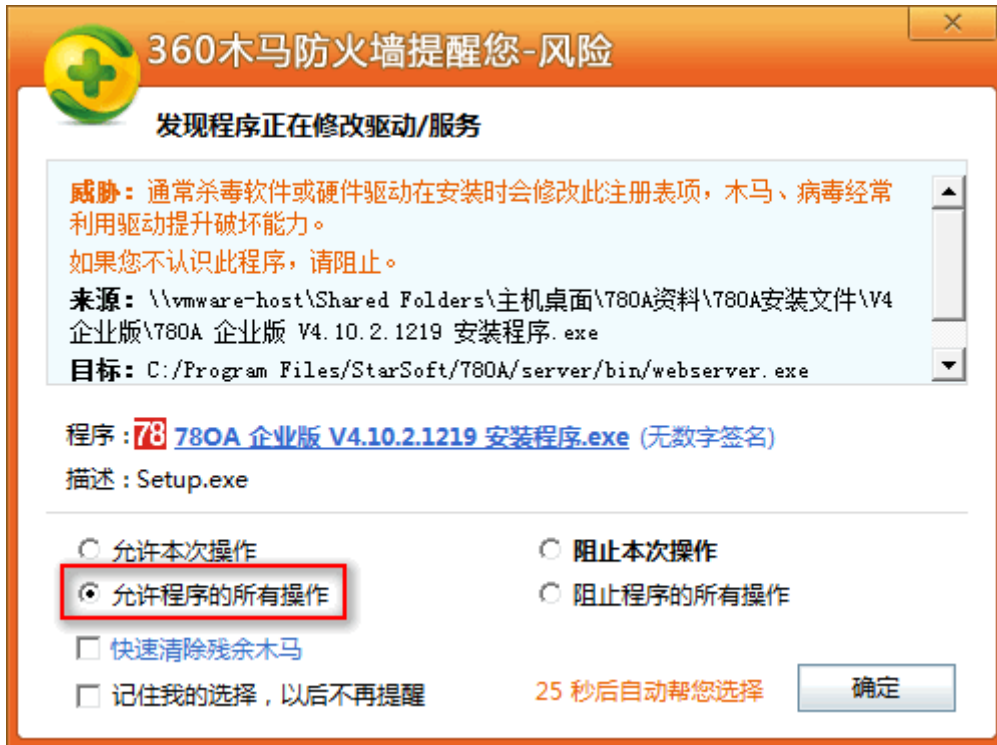 360木马防火墙提醒您-风险
发现程序正在修改驱动/服务
威胁：通常杀毒软件或硬件驱动在安装时会修改此注册表项，木马、病毒经常
利用驱动提升破坏能力。
如果您不认识此程序，请阻止。
来源：\\vmware-host\Shared Folders\主机桌面\78OA资料\78OA安装文件\V4
企业版\78OA 企业版 V4.10.2.1219 安装程序.exe
目标：C:/Program Files/StarSoft/78OA/server/bin/webserver.exe
程序：78 78OA 企业版 V4.10.2.1219 安装程序.exe (无数字签名)
描述：Setup.exe
允许本次操作 阻止本次操作
允许程序的所有操作 阻止程序的所有操作
快速清除残余木马
记住我的选择，以后不再提醒 25 秒后自动帮您选择 确定